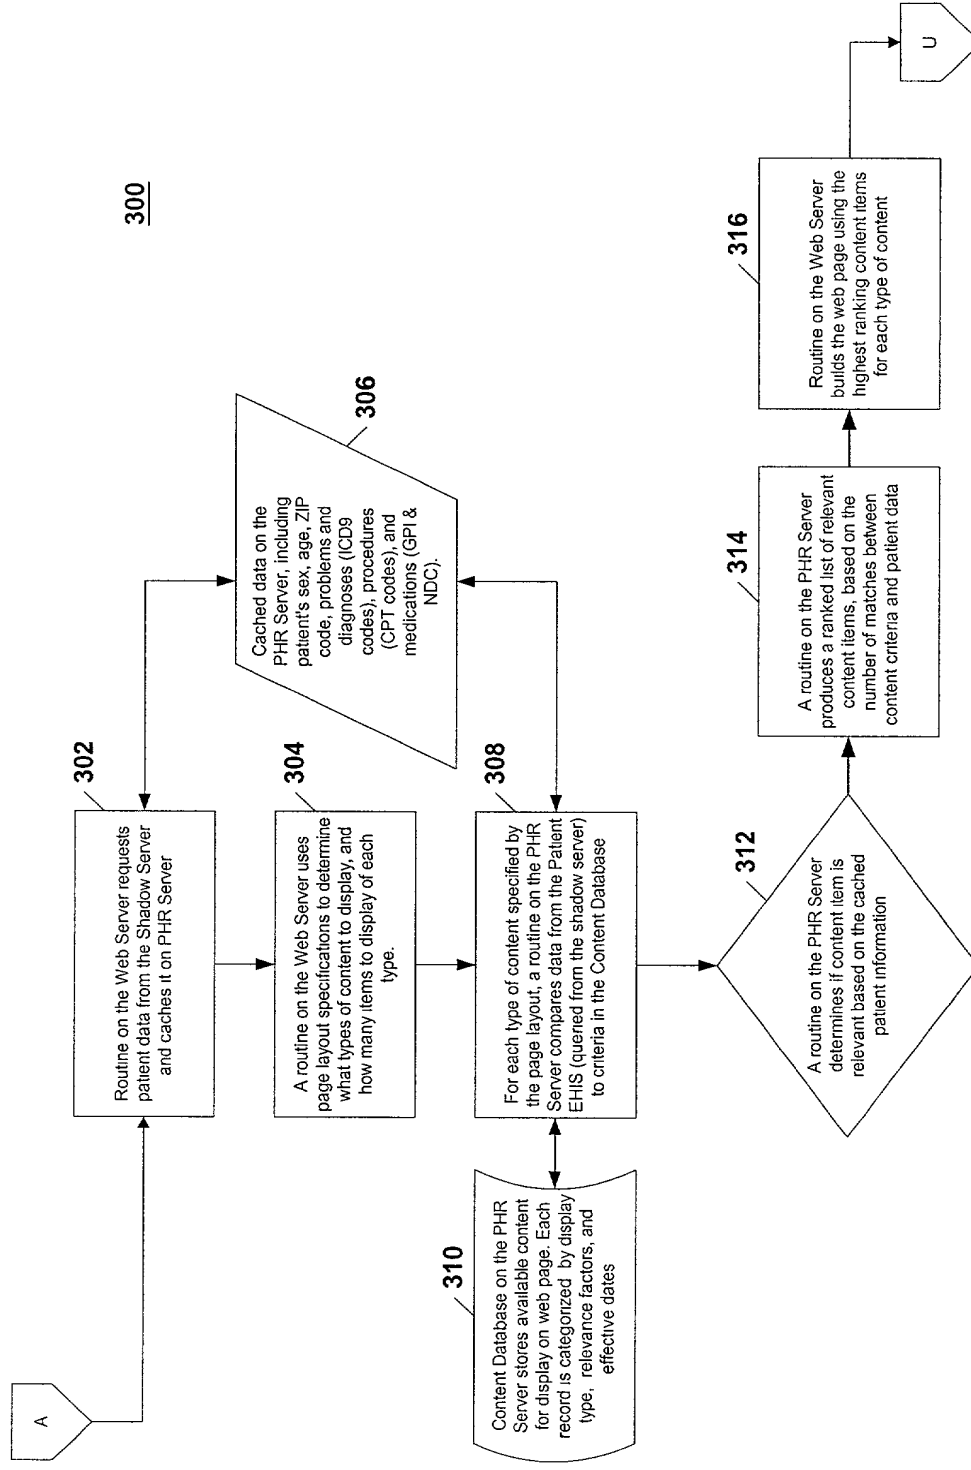 300
A
302
Routine on the Web Server requests
patient data from the Shadow Server
and caches it on PHR Server
304
A routine on the Web Server uses
page layout specifications to determine
what types of content to display, and
how many items to display of each
type.
306
Cached data on the
PHR Server, including
patient's sex, age, ZIP
code, problems and
diagnoses (ICD9
codes), procedures
(CPT codes), and
medications (GPI &
NDC).
308
For each type of content specified by
the page layout, a routine on the PHR
Server compares data from the Patient
EHIS (queried from the shadow server)
to criteria in the Content Database
310
Content Database on the PHR
Server stores available content
for display on web page. Each
record is categorized by display
type, relevance factors, and
effective dates
312
A routine on the PHR Server
determines if content item is
relevant based on the cached
patient information
314
A routine on the PHR Server
produces a ranked list of relevant
content items, based on the
number of matches between
content criteria and patient data
316
Routine on the Web Server
builds the web page using the
highest ranking content items
for each type of content
U